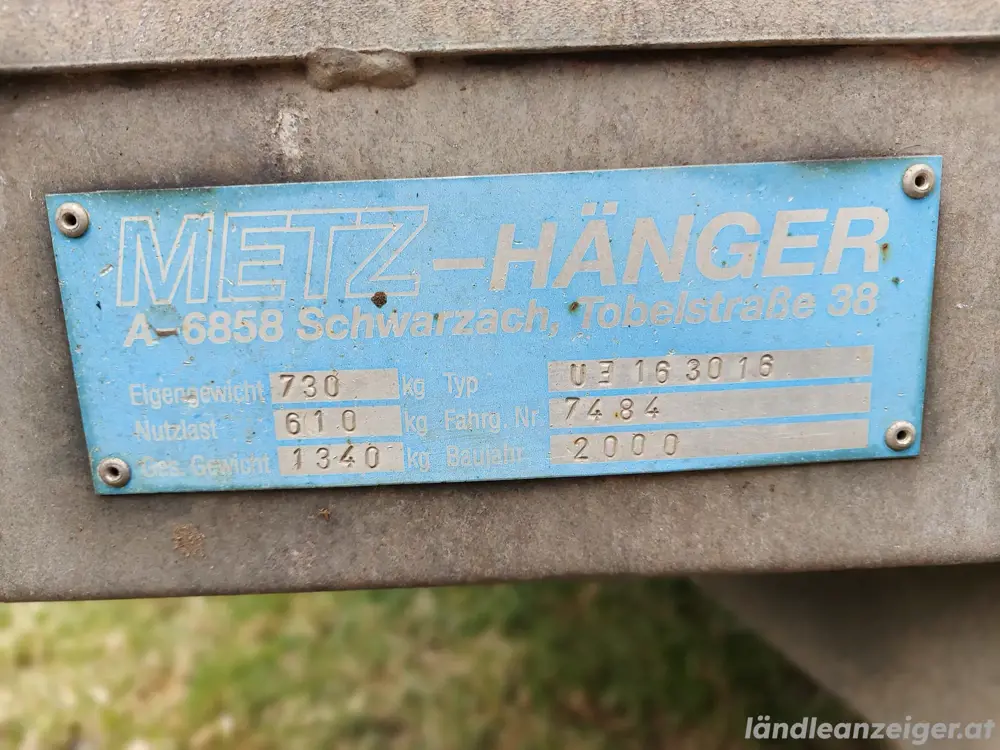 METZ-HÄNGER
A-6858 Schwarzach, Tobelstraße 38
Eigengewicht 730 kg Typ UE 163016
Nutzlast 610 kg Fahrg. Nr 7484
Ges. Gewicht 1340 kg Baujahr 2000
ländleanzeiger.at